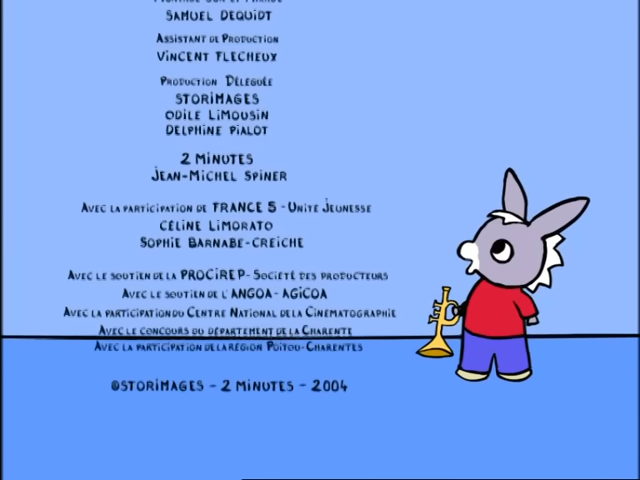 SAMUEL DEQUIDT
ASSISTANT DE PRODUCTION
VINCENT FLECHEUX
PRODUCTION DÉLÉGUÉE
STORIMAGES
ODILE LIMOUSIN
DELPHINE PIALOT
2 MINUTES
JEAN-MICHEL SPINER
AVEC LA PARTICIPATION DE FRANCE 5 - UNITÉ JEUNESSE
CÉLINE LIMORATO
SOPHIE BARNABE-CREICHE
AVEC LE SOUTIEN DE LA PROCIREP - SOCIÉTÉ DES PRODUCTEURS
AVEC LE SOUTIEN DE L'ANGOA - AGICOA
AVEC LA PARTICIPATION DU CENTRE NATIONAL DE LA CINEMATOGRAPHIE
AVEC LE CONCOURS DU DÉPARTEMENT DE LA CHARENTE
AVEC LA PARTICIPATION DE LA RÉGION POITOU-CHARENTES
©STORIMAGES - 2 MINUTES - 2004